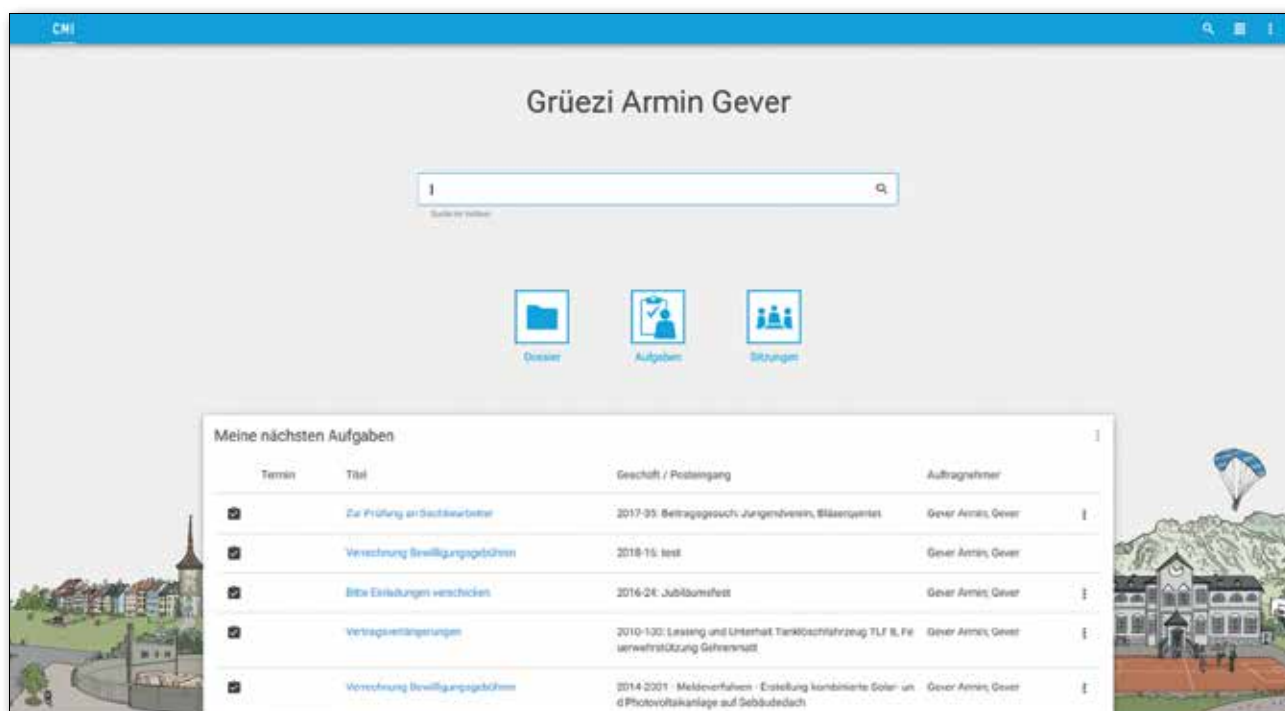 CMI
Grüezi Armin Gever
Dossier
Aufgaben
Sitzungen
Meine nächsten Aufgaben
Termin Titel Geschäft / Posteingang Auftragnehmer
Zur Prüfung an Sachbearbeiter 2017-35: Beitragsgesuch: Jungendverein, Gever Armin, Gever
Verrechnung Bewilligungsgebühren 2018-15: test Gever Armin, Gever
Bitte Einladungen verschicken 2016-24: Jubiläumsfest Gever Armin, Gever
Vertragsverlängerungen 2010-130: Leasing und Unterhalt Tanklöschfahrzeug TLF Fe Gever Armin, Gever
uerwehrstützung Gehrenmatt
Verrechnung Bewilligungsgebühren 2014-2001 - Meldeverfahren - Erstellung kombinierte Solar- un Gever Armin, Gever
d Photovoltaikanlage auf Gebäudedach